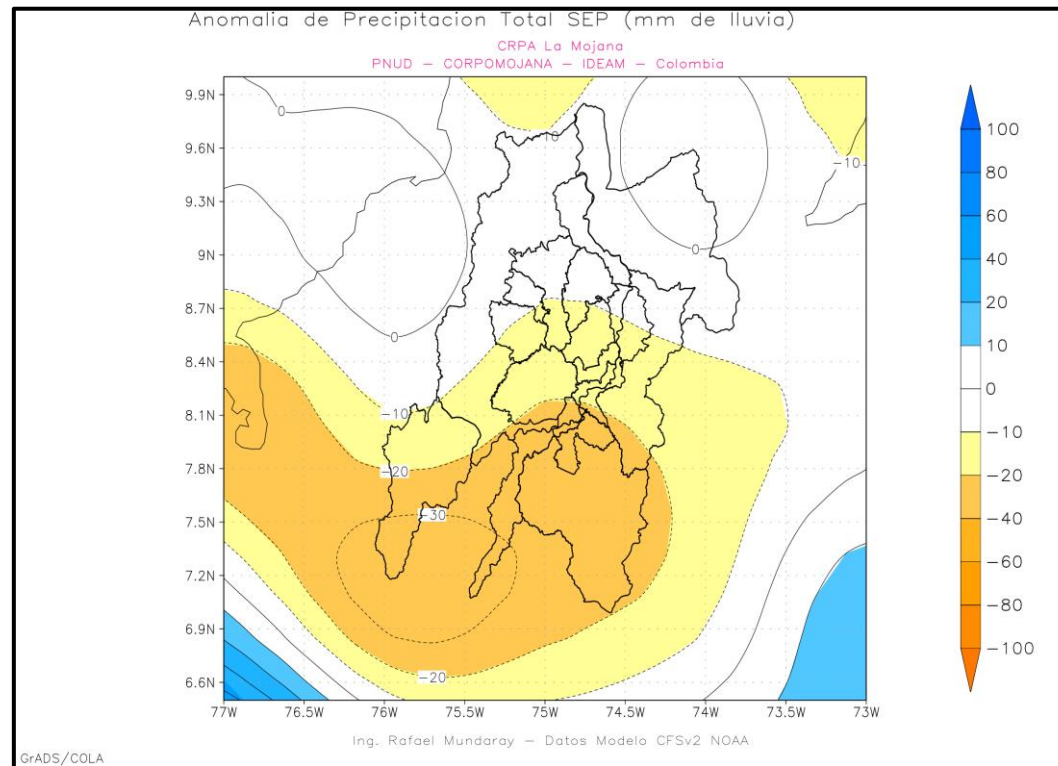 Anomalia de Precipitacion Total SEP (mm de lluvia)
CRPA La Mojana
PNUD – CORPOMOJANA – IDEAM – Colombia
9.9N
9.6N
9.3N
9N
8.7N
8.4N
8.1N
7.8N
7.5N
7.2N
6.9N
6.6N
0
-10
-10
0
0
-10
-20
-30
-20
77W
76.5W
76W
75.5W
75W
74.5W
74W
73.5W
73W
100
80
60
40
20
10
0
-10
-20
-40
-60
-80
-100
Ing. Rafael Mundaray – Datos Modelo CFSv2 NOAA
GrADS/COLA